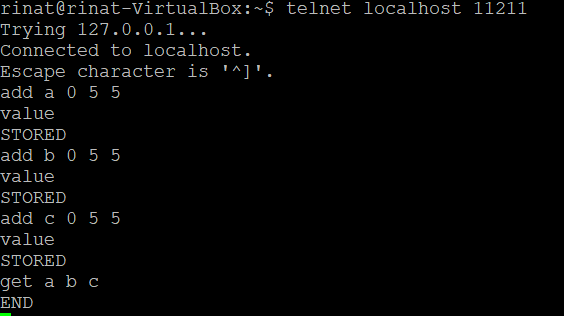 rinat@rinat-VirtualBox:~$ telnet localhost 11211
Trying 127.0.0.1...
Connected to localhost.
Escape character is '^]'.
add a 0 5 5
value
STORED
add b 0 5 5
value
STORED
add c 0 5 5
value
STORED
get a b c
END